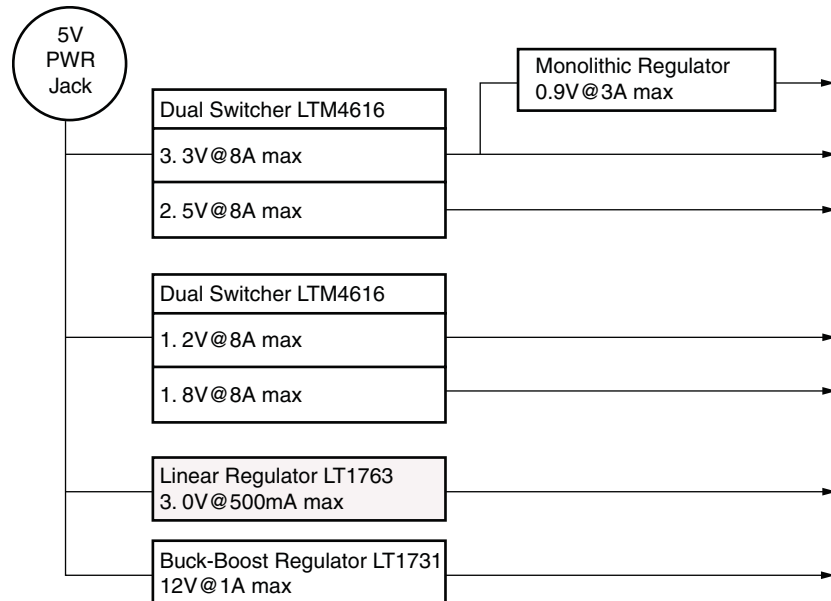 5V
PWR
Jack
Monolithic Regulator
0.9V@3A max
Dual Switcher LTM4616
3. 3V@8A max
2. 5V@8A max
Dual Switcher LTM4616
1. 2V@8A max
1. 8V@8A max
Linear Regulator LT1763
3. 0V@500mA max
Buck-Boost Regulator LT1731
12V@1A max